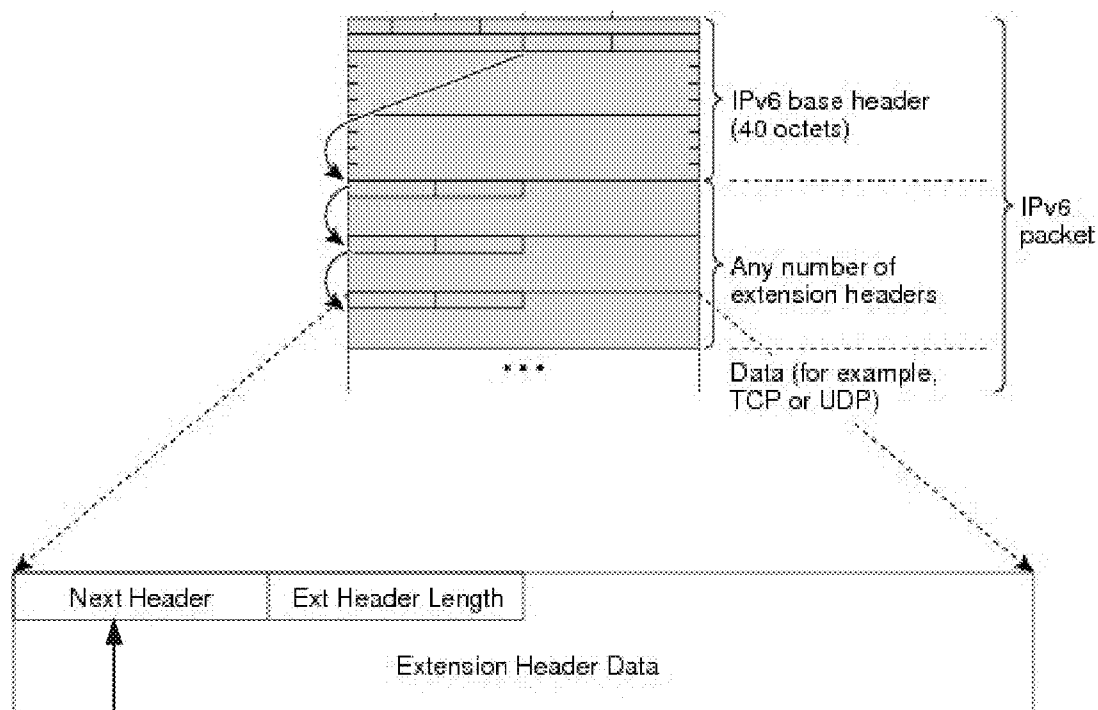 IPv6 base header
(40 octets)
IPv6
packet
Any number of
extension headers
Data (for example,
TCP or UDP)
Next Header
Ext Header Length
Extension Header Data